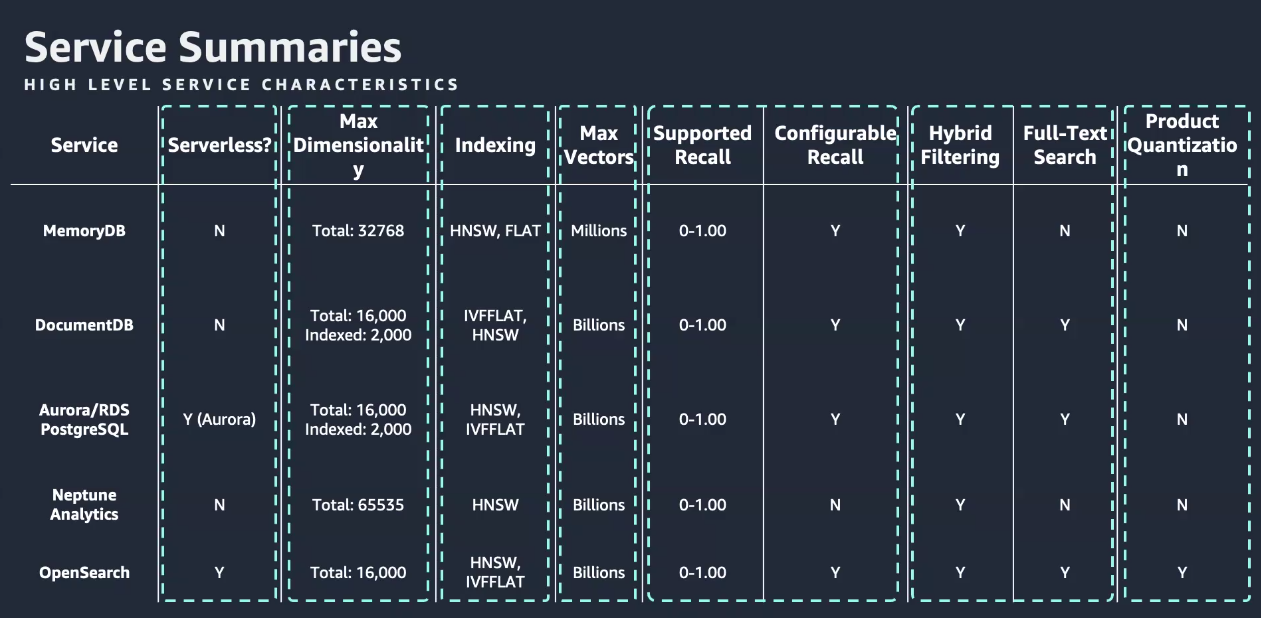 Service Summaries
HIGH LEVEL SERVICE CHARACTERISTICS
Service Serverless? Max Dimensionalit y Indexing Max Vectors Supported Recall Configurable Recall Hybrid Filtering Full-Text Search Product Quantizatio n
MemoryDB N Total: 32768 HNSW, FLAT Millions 0-1.00 Y Y N N
DocumentDB N Total: 16,000 Indexed: 2,000 IVFFLAT, HNSW Billions 0-1.00 Y Y Y N
Aurora/RDS PostgreSQL Y (Aurora) Total: 16,000 Indexed: 2,000 HNSW, IVFFLAT Billions 0-1.00 Y Y Y N
Neptune Analytics N Total: 65535 HNSW Billions 0-1.00 N Y N N
OpenSearch Y Total: 16,000 HNSW, IVFFLAT Billions 0-1.00 Y Y Y Y